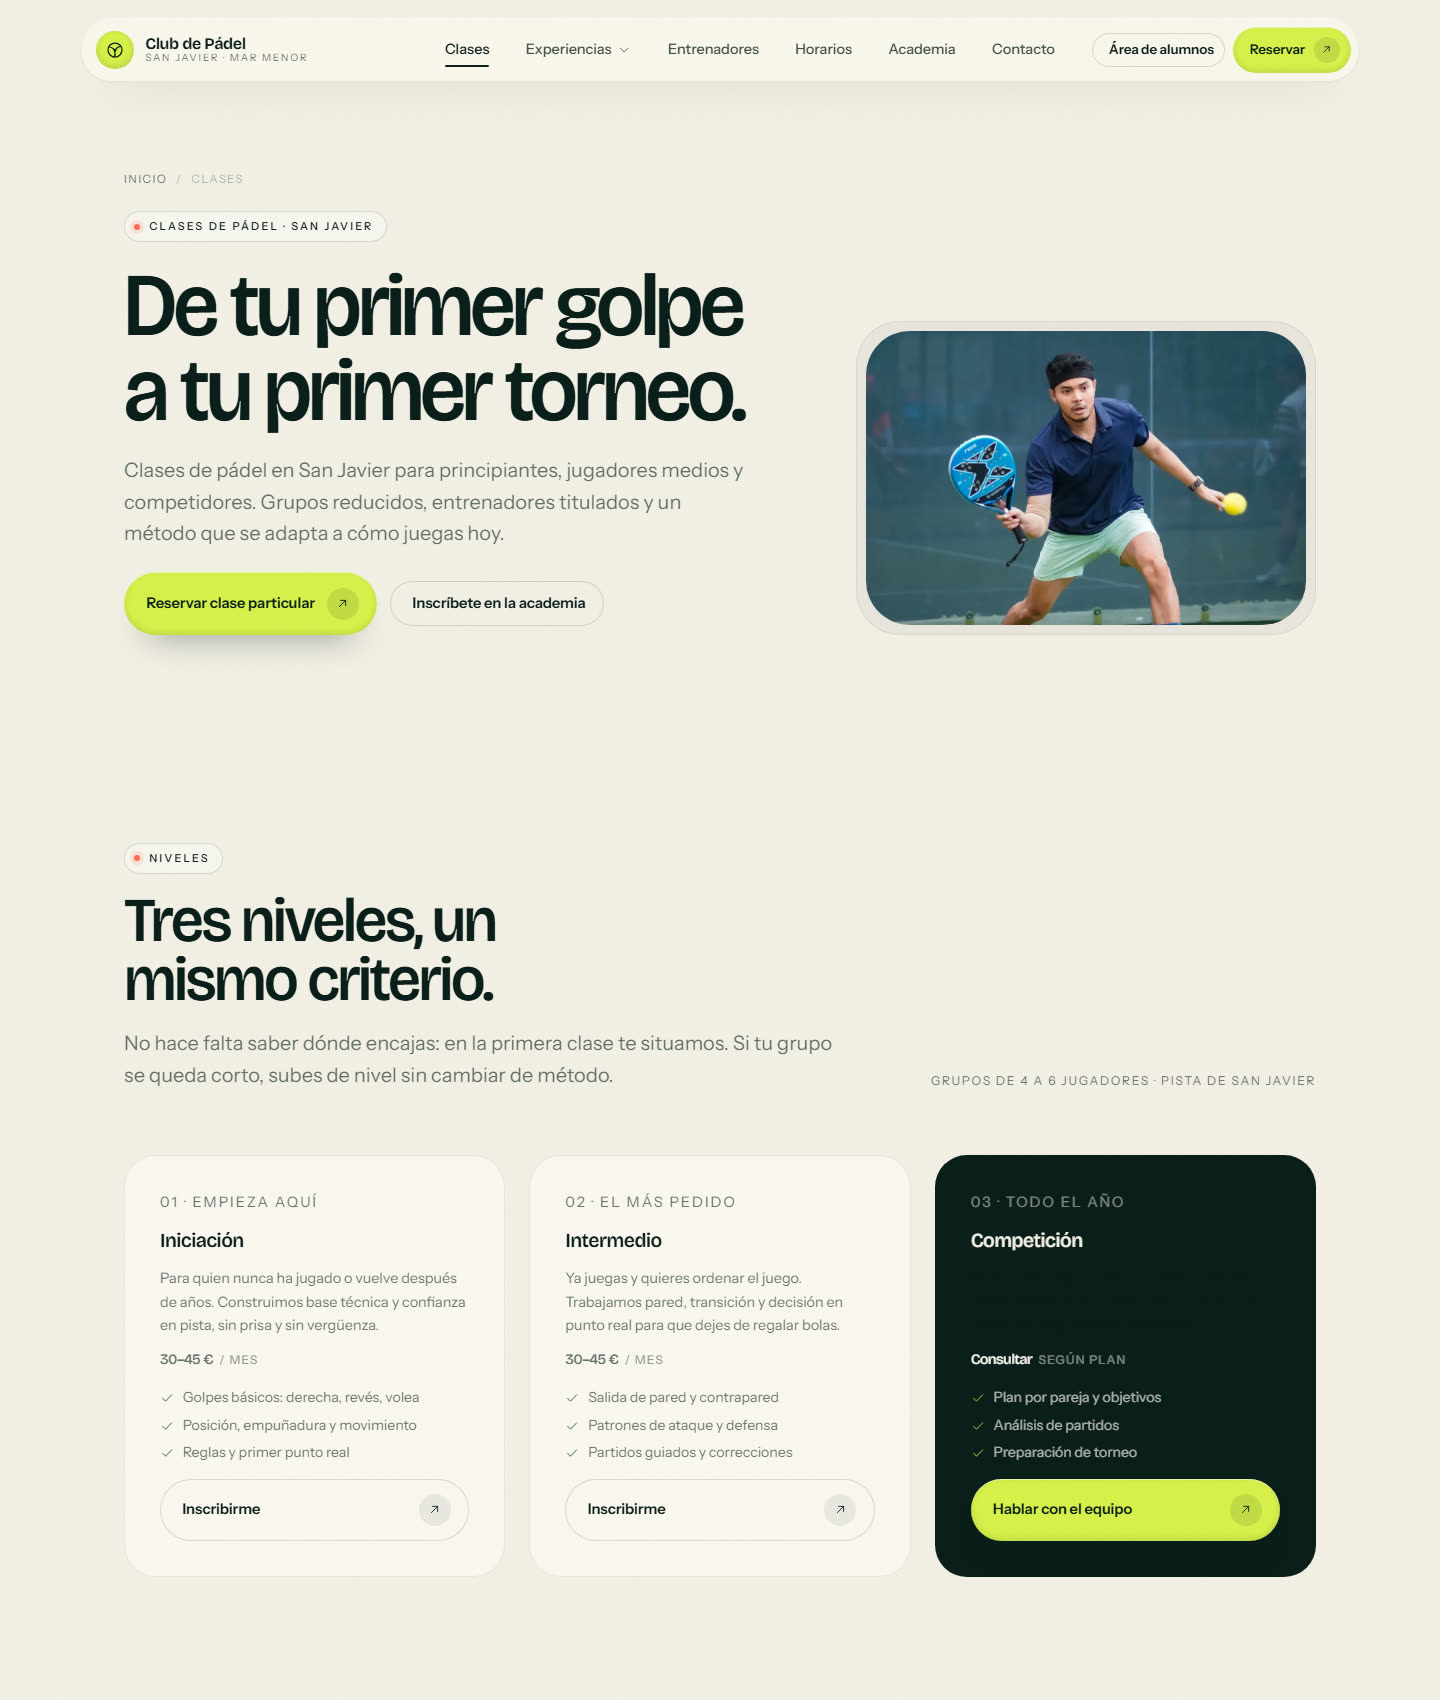 Club de Pádel
SAN JAVIER · MAR MENOR
Clases
Experiencias
Entrenadores
Horarios
Academia
Contacto
Área de alumnos
Reservar
INICIO / CLASES
CLASES DE PÁDEL · SAN JAVIER
De tu primer golpe
a tu primer torneo.
Clases de pádel en San Javier para principiantes, jugadores medios y
competidores. Grupos reducidos, entrenadores titulados y un
método que se adapta a cómo juegas hoy.
Reservar clase particular
Inscríbete en la academia
NIVELES
Tres niveles, un
mismo criterio.
No hace falta saber dónde encajas: en la primera clase te situamos. Si tu grupo
se queda corto, subes de nivel sin cambiar de método.
GRUPOS DE 4 A 6 JUGADORES · PISTA DE SAN JAVIER
01 · EMPIEZA AQUÍ
Iniciación
Para quien nunca ha jugado o vuelve después
de años. Construimos base técnica y confianza
en pista, sin prisa y sin vergüenza.
30–45 € / MES
Golpes básicos: derecha, revés, volea
Posición, empuñadura y movimiento
Reglas y primer punto real
Inscribirme
02 · EL MÁS PEDIDO
Intermedio
Ya juegas y quieres ordenar el juego.
Trabajamos pared, transición y decisión en
punto real para que dejes de regalar bolas.
30–45 € / MES
Salida de pared y contrapared
Patrones de ataque y defensa
Partidos guiados y correcciones
Inscribirme
03 · TODO EL AÑO
Competición
Consultar SEGÚN PLAN
Plan por pareja y objetivos
Análisis de partidos
Preparación de torneo
Hablar con el equipo